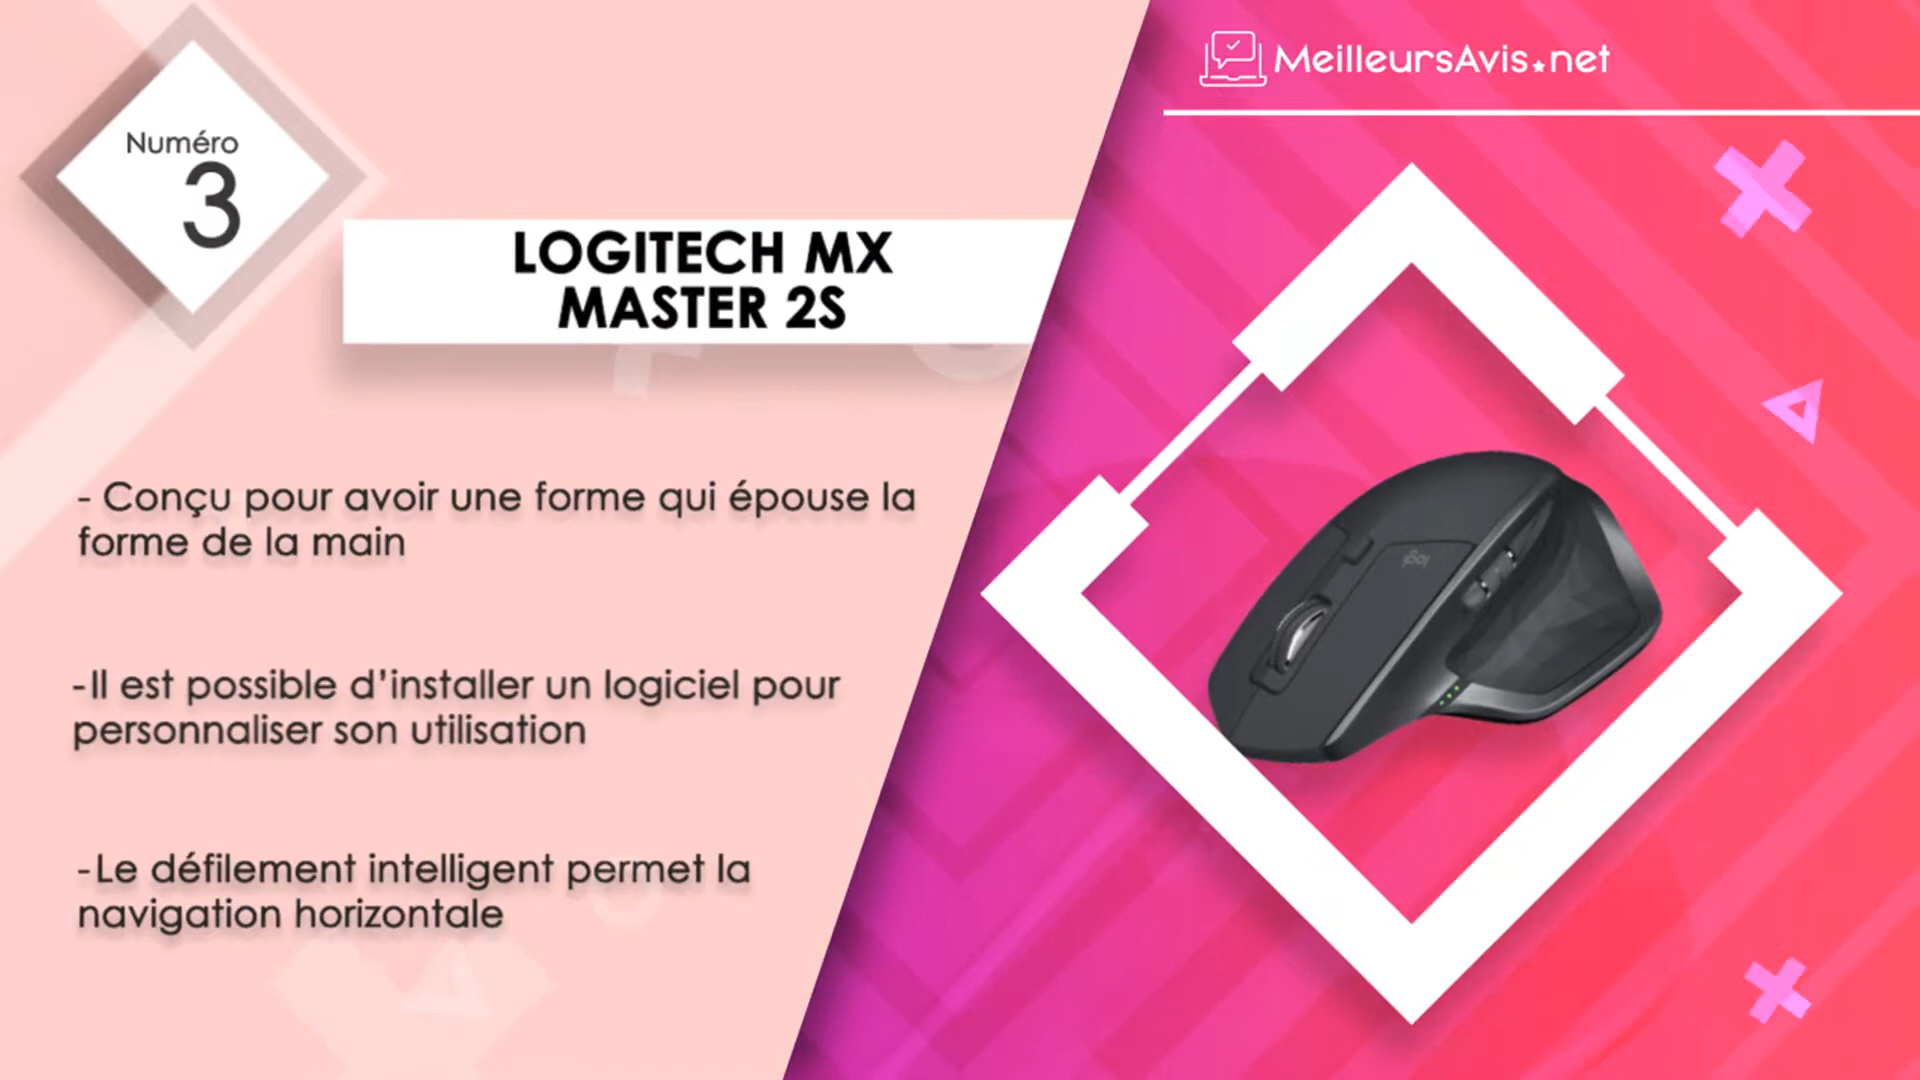 Numéro
3
MeilleursAvis★net
LOGITECH MX
MASTER 2S
- Conçu pour avoir une forme qui épouse la
forme de la main
-Il est possible d'installer un logiciel pour
personnaliser son utilisation
-Le défilement intelligent permet la
navigation horizontale
logi